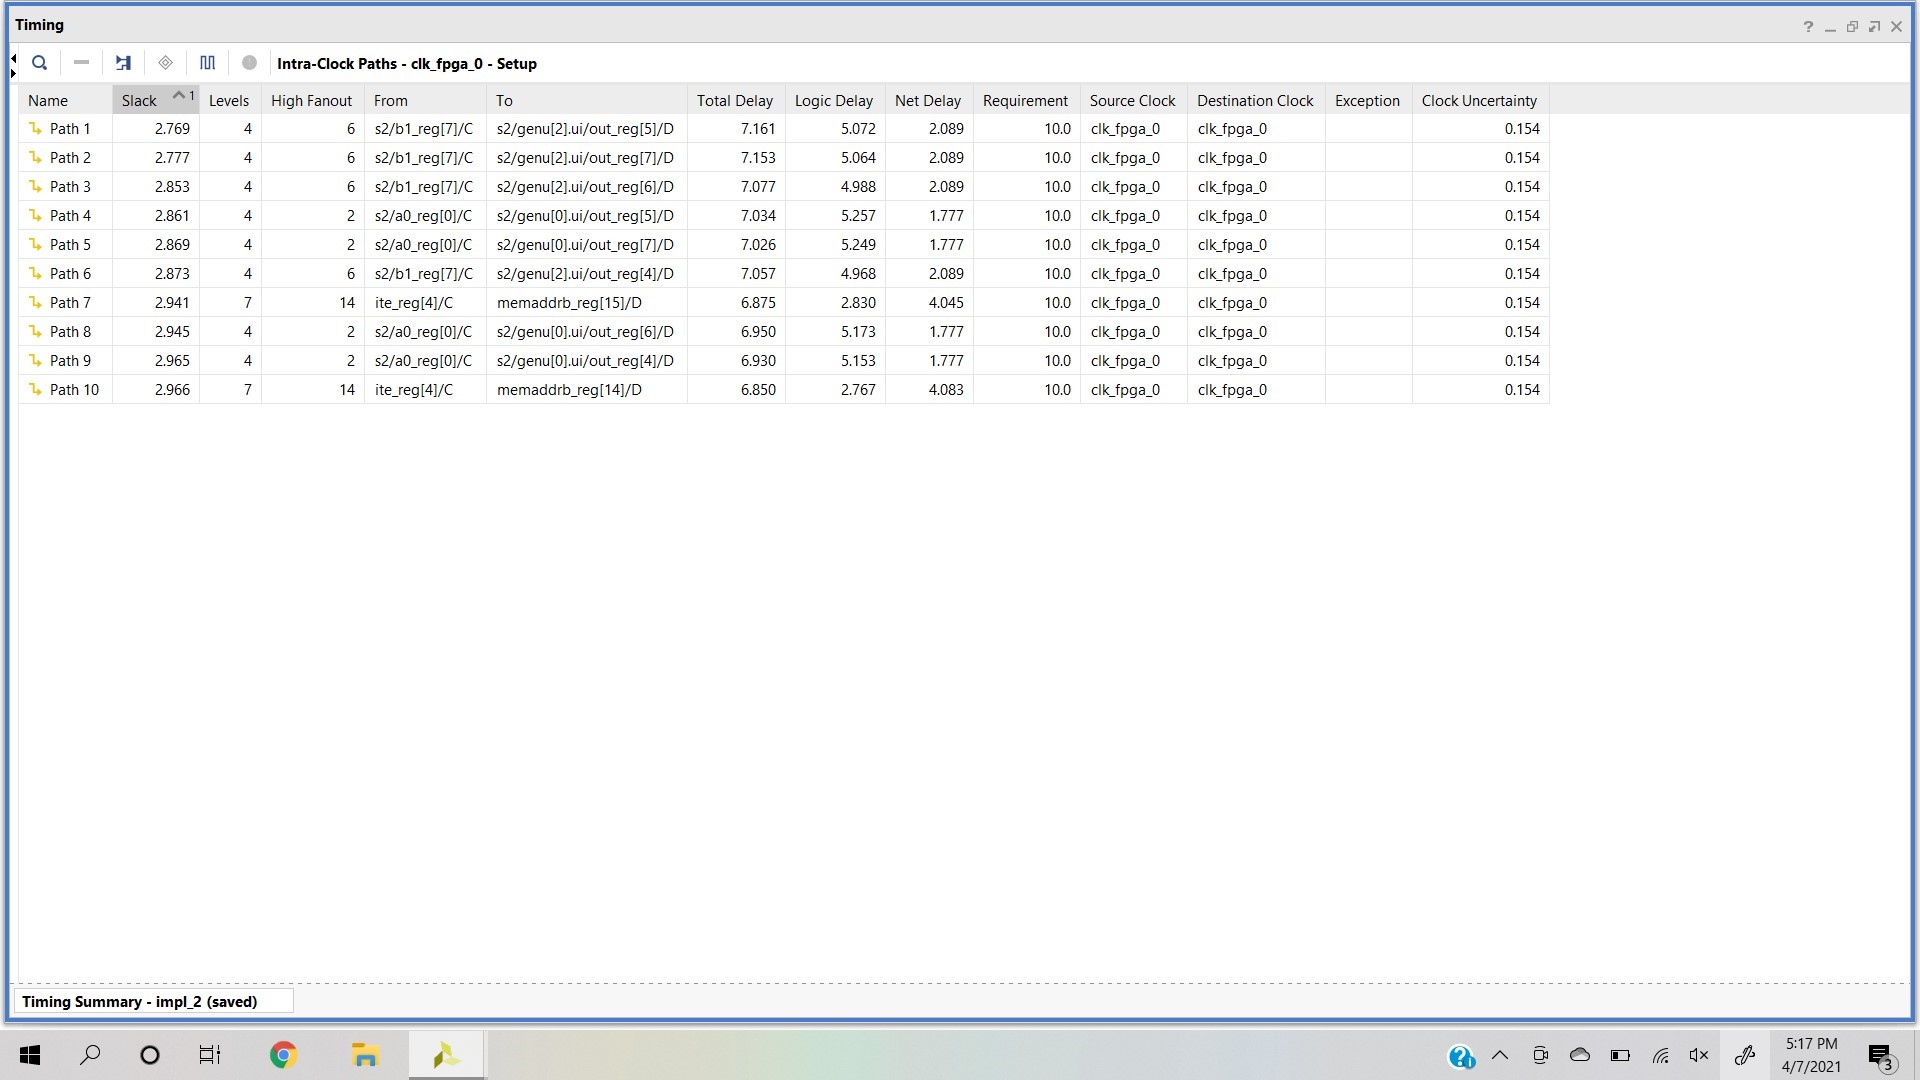 Timing
Intra-Clock Paths - clk_fpga_0 - Setup
Name Slack 1 Levels High Fanout From To Total Delay Logic Delay Net Delay Requirement Source Clock Destination Clock Exception Clock Uncertainty
Path 1 2.769 4 6 s2/b1_reg[7]/C s2/genu[2].ui/out_reg[5]/D 7.161 5.072 2.089 10.0 clk_fpga_0 clk_fpga_0 0.154
Path 2 2.777 4 6 s2/b1_reg[7]/C s2/genu[2].ui/out_reg[7]/D 7.153 5.064 2.089 10.0 clk_fpga_0 clk_fpga_0 0.154
Path 3 2.853 4 6 s2/b1_reg[7]/C s2/genu[2].ui/out_reg[6]/D 7.077 4.988 2.089 10.0 clk_fpga_0 clk_fpga_0 0.154
Path 4 2.861 4 2 s2/a0_reg[0]/C s2/genu[0].ui/out_reg[5]/D 7.034 5.257 1.777 10.0 clk_fpga_0 clk_fpga_0 0.154
Path 5 2.869 4 2 s2/a0_reg[0]/C s2/genu[0].ui/out_reg[7]/D 7.026 5.249 1.777 10.0 clk_fpga_0 clk_fpga_0 0.154
Path 6 2.873 4 6 s2/b1_reg[7]/C s2/genu[2].ui/out_reg[4]/D 7.057 4.968 2.089 10.0 clk_fpga_0 clk_fpga_0 0.154
Path 7 2.941 7 14 ite_reg[4]/C memaddrb_reg[15]/D 6.875 2.830 4.045 10.0 clk_fpga_0 clk_fpga_0 0.154
Path 8 2.945 4 2 s2/a0_reg[0]/C s2/genu[0].ui/out_reg[6]/D 6.950 5.173 1.777 10.0 clk_fpga_0 clk_fpga_0 0.154
Path 9 2.965 4 2 s2/a0_reg[0]/C s2/genu[0].ui/out_reg[4]/D 6.930 5.153 1.777 10.0 clk_fpga_0 clk_fpga_0 0.154
Path 10 2.966 7 14 ite_reg[4]/C memaddrb_reg[14]/D 6.850 2.767 4.083 10.0 clk_fpga_0 clk_fpga_0 0.154
Timing Summary - impl_2 (saved)
5:17 PM
4/7/2021
3